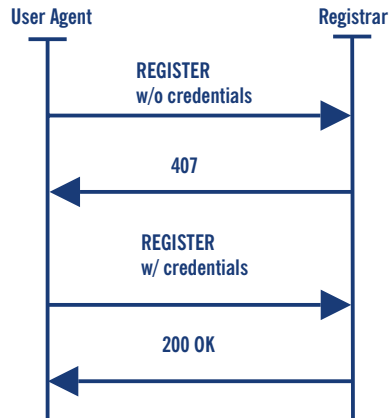 User Agent
Registrar
REGISTER
w/o credentials
407
REGISTER
w/ credentials
200 OK